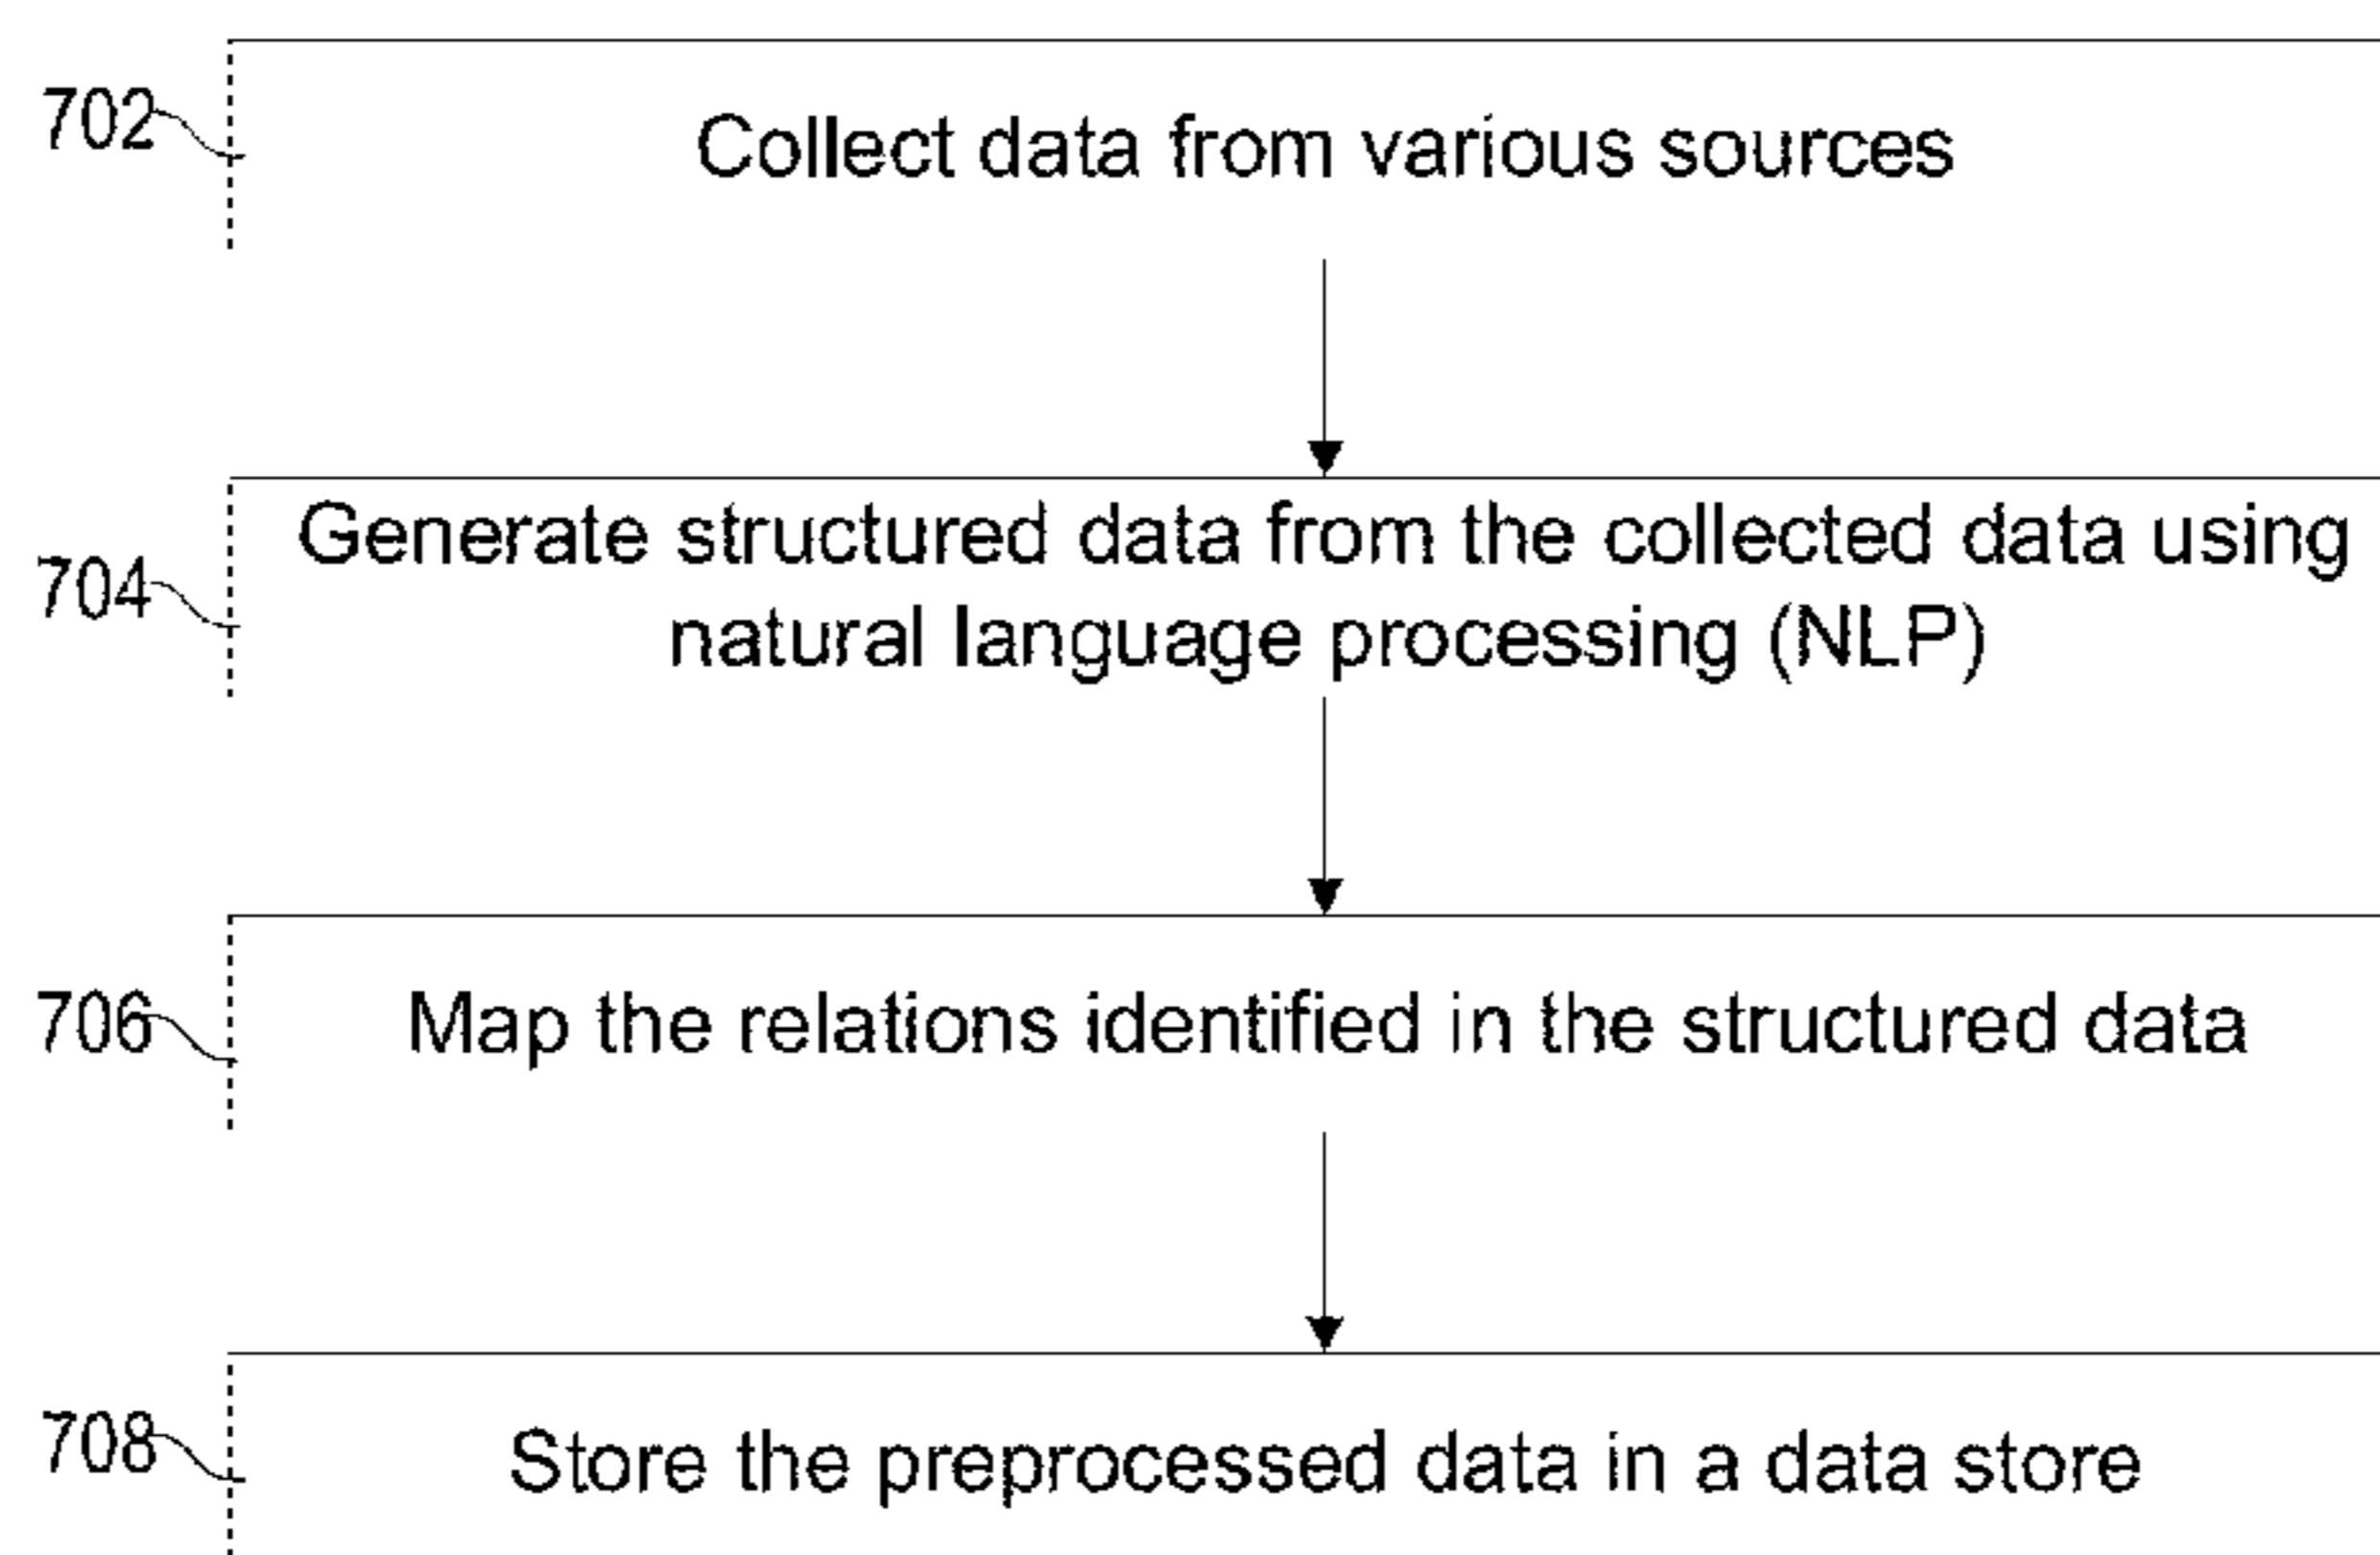 702
Collect data from various sources
704
Generate structured data from the collected data using
natural language processing (NLP)
706
Map the relations identified in the structured data
708
Store the preprocessed data in a data store